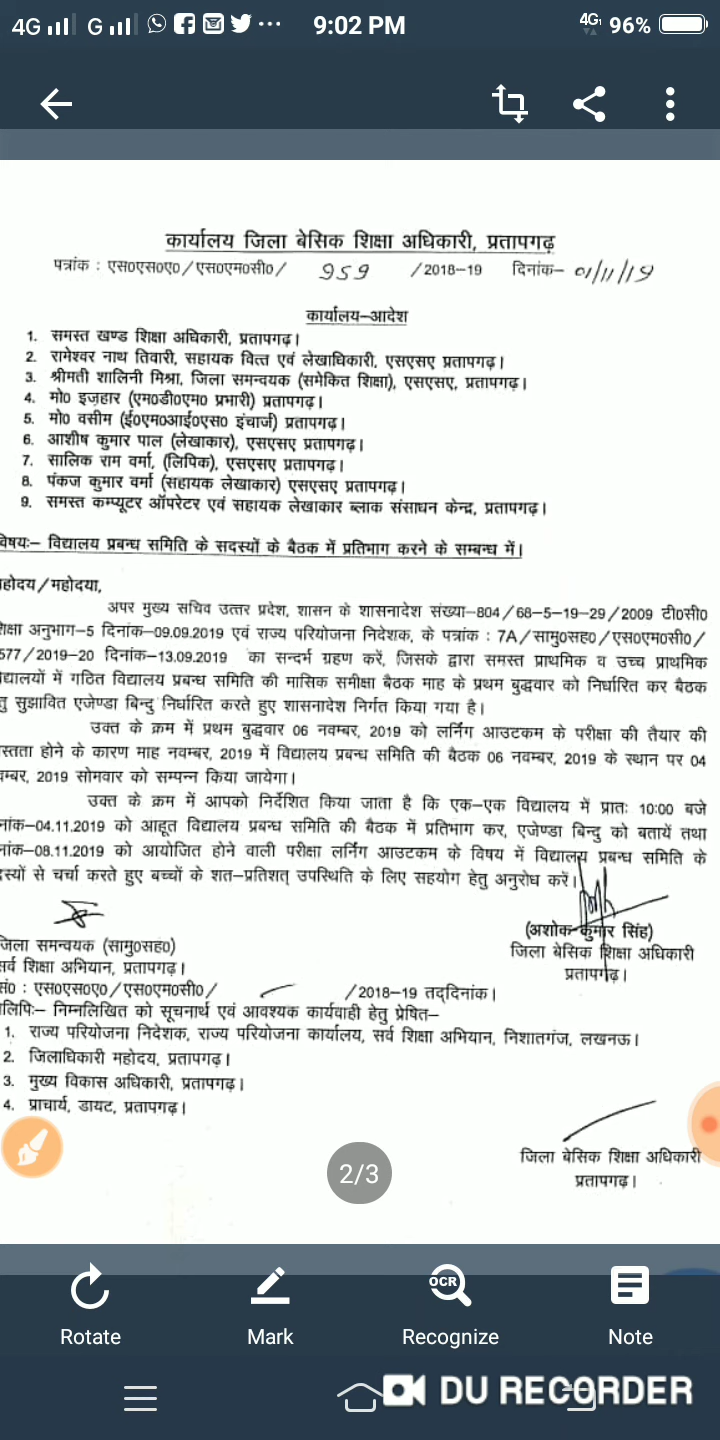 4G G 9:02 PM 4G 96%
कार्यालय जिला बेसिक शिक्षा अधिकारी, प्रतापगढ़
पत्रांक : एस0एस0ए0/एस0एम0सी0/ 959 /2018-19 दिनांक- 01/11/19
कार्यालय-आदेश
1. समस्त खण्ड शिक्षा अधिकारी, प्रतापगढ़।
2. रामेश्वर नाथ तिवारी, सहायक वित्त एवं लेखाधिकारी, एसएसए प्रतापगढ़।
3. श्रीमती शालिनी मिश्रा, जिला समन्वयक (समेकित शिक्षा), एसएसए, प्रतापगढ़।
4. मो0 इज़हार (एम0डी0एम0 प्रभारी) प्रतापगढ़।
5. मो0 वसीम (ई0एम0आई0एस0 इंचार्ज) प्रतापगढ़।
6. आशीष कुमार पाल (लेखाकार), एसएसए प्रतापगढ़।
7. सालिक राम वर्मा, (लिपिक), एसएसए प्रतापगढ़।
8. पंकज कुमार वर्मा (सहायक लेखाकार) एसएसए प्रतापगढ़।
9. समस्त कम्प्यूटर ऑपरेटर एवं सहायक लेखाकार ब्लाक संसाधन केन्द्र, प्रतापगढ़।
विषयः- विद्यालय प्रबन्ध समिति के सदस्यों के बैठक में प्रतिभाग करने के सम्बन्ध में।
होदय/महोदया,
अपर मुख्य सचिव उत्तर प्रदेश, शासन के शासनादेश संख्या-804/68-5-19-29/2009 टी0सी0
शिक्षा अनुभाग-5 दिनांक-09.09.2019 एवं राज्य परियोजना निदेशक, के पत्रांक : 7A/सामु0सह0/एस0एम0सी0/
577/2019-20 दिनांक-13.09.2019 का सन्दर्भ ग्रहण करें, जिसके द्वारा समस्त प्राथमिक व उच्च प्राथमिक
द्यालयों में गठित विद्यालय प्रबन्ध समिति की मासिक समीक्षा बैठक माह के प्रथम बुद्धवार को निर्धारित कर बैठक
तु सुझावित एजेण्डा बिन्दु निर्धारित करते हुए शासनादेश निर्गत किया गया है।
उक्त के क्रम में प्रथम बुद्धवार 06 नवम्बर, 2019 को लर्निंग आउटकम के परीक्षा की तैयार की
स्तता होने के कारण माह नवम्बर, 2019 में विद्यालय प्रबन्ध समिति की बैठक 06 नवम्बर, 2019 के स्थान पर 04
म्बर, 2019 सोमवार को सम्पन्न किया जायेगा।
उक्त के क्रम में आपको निर्देशित किया जाता है कि एक-एक विद्यालय में प्रातः 10:00 बजे
नांक-04.11.2019 को आहूत विद्यालय प्रबन्ध समिति की बैठक में प्रतिभाग कर, एजेण्डा बिन्दु को बतायें तथा
नांक-08.11.2019 को आयोजित होने वाली परीक्षा लर्निंग आउटकम के विषय में विद्यालय प्रबन्ध समिति के
स्यों से चर्चा करते हुए बच्चों के शत-प्रतिशत् उपस्थिति के लिए सहयोग हेतु अनुरोध करें।
(अशोक कुमार सिंह)
जिला समन्वयक (सामु0सह0) जिला बेसिक शिक्षा अधिकारी
सर्व शिक्षा अभियान, प्रतापगढ़। प्रतापगढ़।
सं0 : एस0एस0ए0/एस0एम0सी0/ /2018-19 तद्दिनांक।
लिपिः- निम्नलिखित को सूचनार्थ एवं आवश्यक कार्यवाही हेतु प्रेषित-
1. राज्य परियोजना निदेशक, राज्य परियोजना कार्यालय, सर्व शिक्षा अभियान, निशातगंज, लखनऊ।
2. जिलाधिकारी महोदय, प्रतापगढ़।
3. मुख्य विकास अधिकारी, प्रतापगढ़।
4. प्राचार्य, डायट, प्रतापगढ़।
जिला बेसिक शिक्षा अधिकारी
प्रतापगढ़।
2/3
Rotate Mark OCR Recognize Note
DU RECORDER